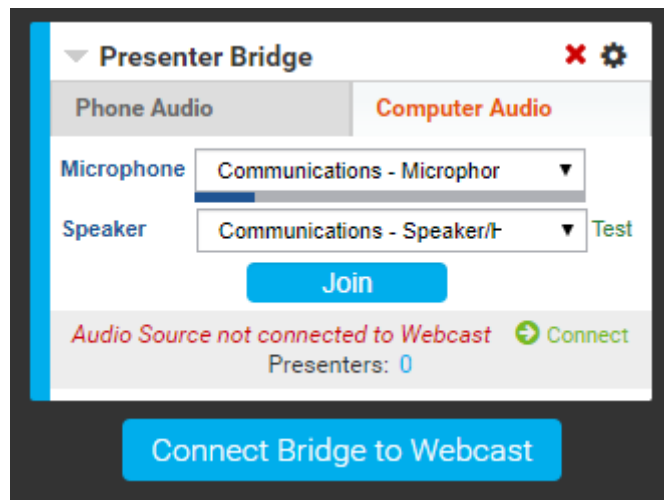 Presenter Bridge
Phone Audio Computer Audio
Microphone Communications - Microphor
Speaker Communications - Speaker/H Test
Join
Audio Source not connected to Webcast Connect
Presenters: 0
Connect Bridge to Webcast